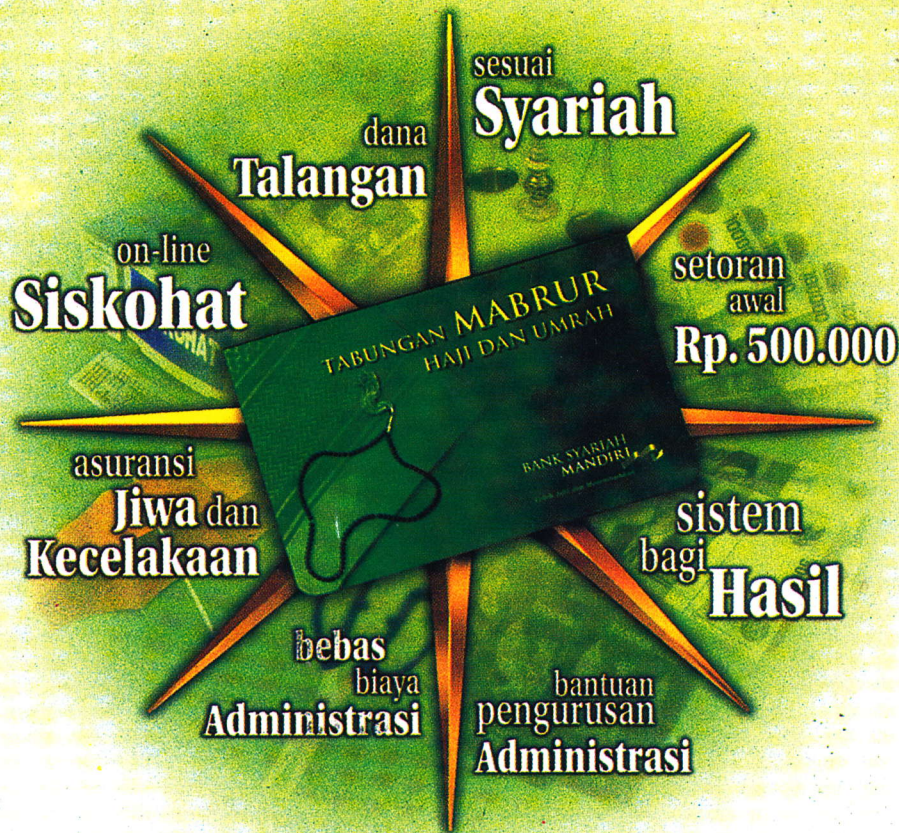 sesuai
Syariah
dana
Talangan
on-line
Siskohat
setoran
awal
Rp. 500.000
TABUNGAN MABRUR
HAJI DAN UMRAH
BANK SYARIAH
MANDIRI
asuransi
Jiwa dan
Kecelakaan
sistem
bagi
Hasil
bebas
biaya
Administrasi
bantuan
pengurusan
Administrasi